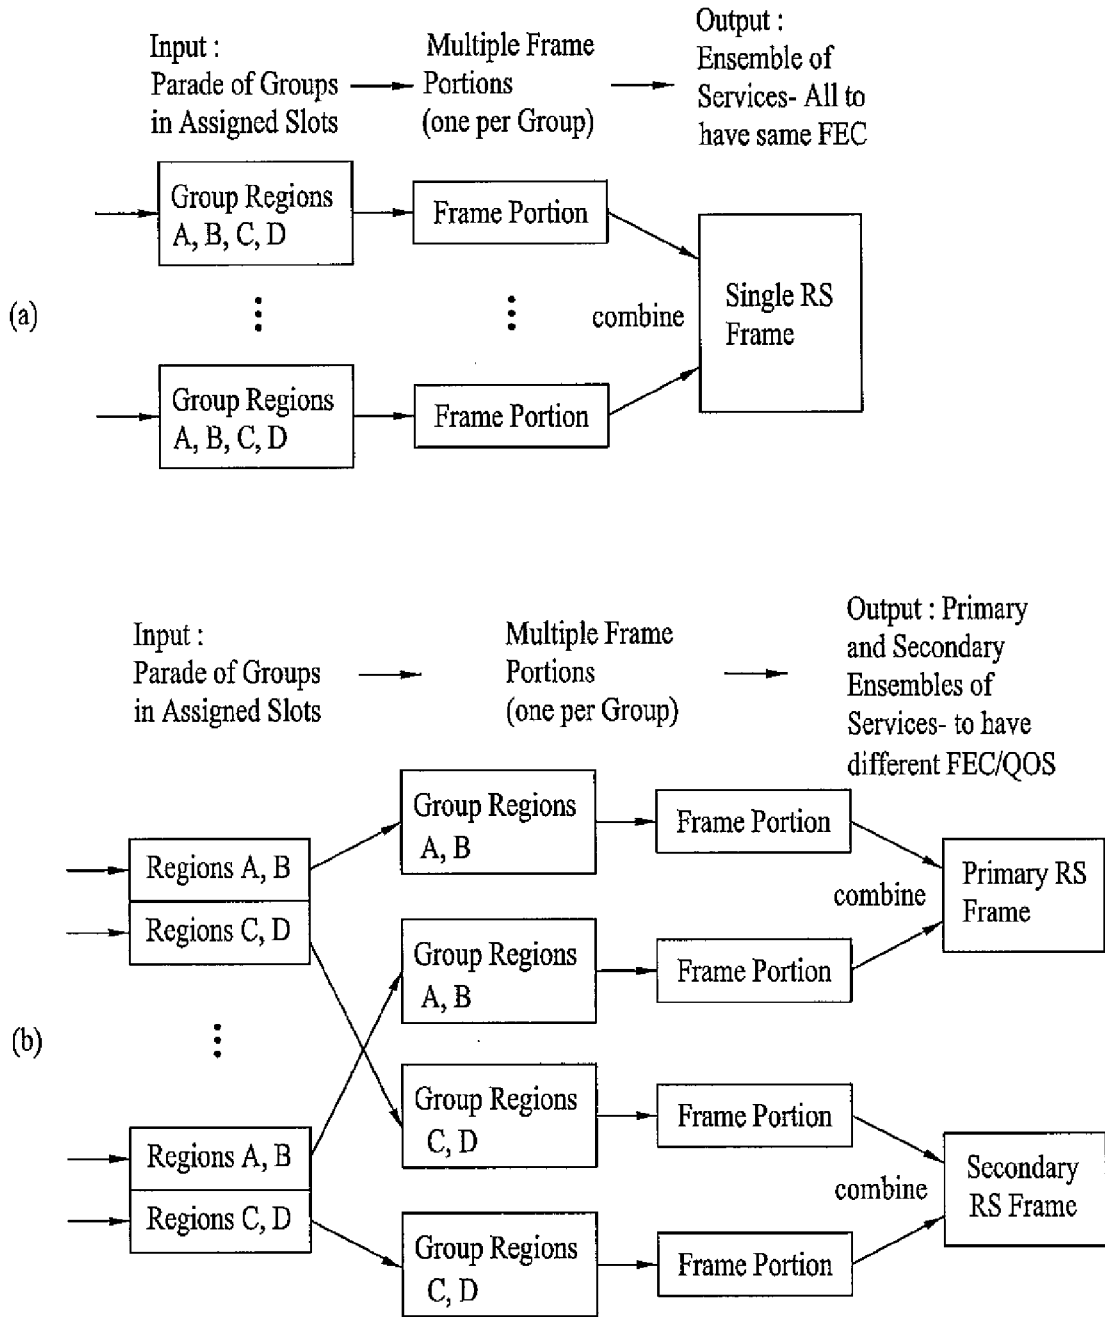 Input :
Parade of Groups
in Assigned Slots
Multiple Frame
Portions
(one per Group)
Output :
Ensemble of
Services- All to
have same FEC
(a)
Group Regions
A, B, C, D
Frame Portion
combine
Single RS
Frame
Group Regions
A, B, C, D
Frame Portion
Input :
Parade of Groups
in Assigned Slots
Multiple Frame
Portions
(one per Group)
Output : Primary
and Secondary
Ensembles of
Services- to have
different FEC/QOS
(b)
Regions A, B
Regions C, D
Group Regions
A, B
Frame Portion
combine
Primary RS
Frame
Group Regions
A, B
Frame Portion
Regions A, B
Regions C, D
Group Regions
C, D
Frame Portion
combine
Secondary
RS Frame
Group Regions
C, D
Frame Portion